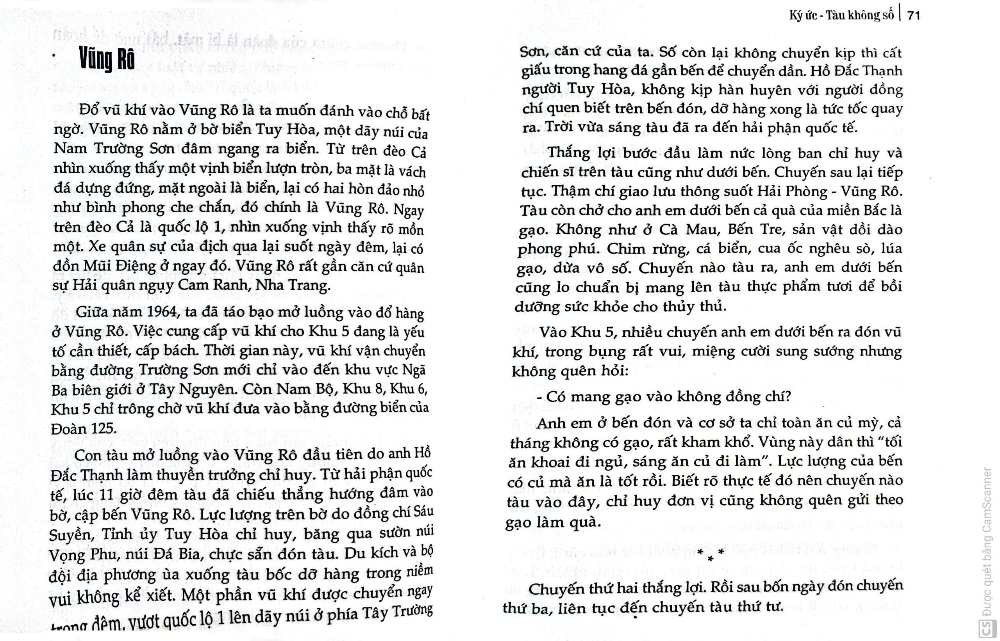 Vũng Rô
Đổ vũ khí vào Vũng Rô là ta muốn đánh vào chỗ bất
ngờ. Vũng Rô nằm ở bờ biển Tuy Hòa, một dãy núi của
Nam Trường Sơn đâm ngang ra biển. Từ trên đèo Cả
nhìn xuống thấy một vịnh biển lượn tròn, ba mặt là vách
đá dựng đứng, mặt ngoài là biển, lại có hai hòn đảo nhỏ
như bình phong che chắn, đó chính là Vũng Rô. Ngay
trên đèo Cả là quốc lộ 1, nhìn xuống vịnh thấy rõ mồn
một. Xe quân sự của địch qua lại suốt ngày đêm, lại có
đồn Mũi Điệng ở ngay đó. Vũng Rô rất gần căn cứ quân
sự Hải quân ngụy Cam Ranh, Nha Trang.
Giữa năm 1964, ta đã táo bạo mở luồng vào đổ hàng
ở Vũng Rô. Việc cung cấp vũ khí cho Khu 5 đang là yếu
tố cần thiết, cấp bách. Thời gian này, vũ khí vận chuyển
bằng đường Trường Sơn mới chỉ vào đến khu vực Ngã
Ba biên giới ở Tây Nguyên. Còn Nam Bộ, Khu 8, Khu 6,
Khu 5 chỉ trông chờ vũ khí đưa vào bằng đường biển của
Đoàn 125.
Con tàu mở luồng vào Vũng Rô đầu tiên do anh Hồ
Đắc Thạnh làm thuyền trưởng chỉ huy. Từ hải phận quốc
tế, lúc 11 giờ đêm tàu đã chiếu thẳng hướng đâm vào
bờ, cập bến Vũng Rô. Lực lượng trên bờ do đồng chí Sáu
Suyền, Tỉnh ủy Tuy Hòa chỉ huy, băng qua sườn núi
Vọng Phu, núi Đá Bia, chực sẵn đón tàu. Du kích và bộ
đội địa phương ùa xuống tàu bốc dỡ hàng trong niềm
vui không kể xiết. Một phần vũ khí được chuyển ngay
trong đêm, vượt quốc lộ 1 lên dãy núi ở phía Tây Trường
Ký ức - Tàu không số | 71
Sơn, căn cứ của ta. Số còn lại không chuyển kịp thì cất
giấu trong hang đá gần bến để chuyển dần. Hồ Đắc Thạnh
người Tuy Hòa, không kịp hàn huyên với người đồng
chí quen biết trên bến đón, dỡ hàng xong là tức tốc quay
ra. Trời vừa sáng tàu đã ra đến hải phận quốc tế.
Thắng lợi bước đầu làm nức lòng ban chỉ huy và
chiến sĩ trên tàu cũng như dưới bến. Chuyến sau lại tiếp
tục. Thậm chí giao lưu thông suốt Hải Phòng - Vũng Rô.
Tàu còn chở cho anh em dưới bến cả quà của miền Bắc là
gạo. Không như ở Cà Mau, Bến Tre, sản vật dồi dào
phong phú. Chim rừng, cá biển, cua ốc nghêu sò, lúa
gạo, dừa vô số. Chuyến nào tàu ra, anh em dưới bến
cũng lo chuẩn bị mang lên tàu thực phẩm tươi để bồi
dưỡng sức khỏe cho thủy thủ.
Vào Khu 5, nhiều chuyến anh em dưới bến ra đón vũ
khí, trong bụng rất vui, miệng cười sung sướng nhưng
không quên hỏi:
- Có mang gạo vào không đồng chí?
Anh em ở bến đón và cơ sở ta chỉ toàn ăn củ mỳ, cả
tháng không có gạo, rất kham khổ. Vùng này dân thì "tối
ăn khoai đi ngủ, sáng ăn củ đi làm". Lực lượng của bến
có củ mà ăn là tốt rồi. Biết rõ thực tế đó nên chuyến nào
tàu vào đây, chỉ huy đơn vị cũng không quên gửi theo
gạo làm quà.
* * *
Chuyến thứ hai thắng lợi. Rồi sau bốn ngày đón chuyến
thứ ba, liên tục đến chuyến tàu thứ tư.
CS Được quét bằng CamScanner